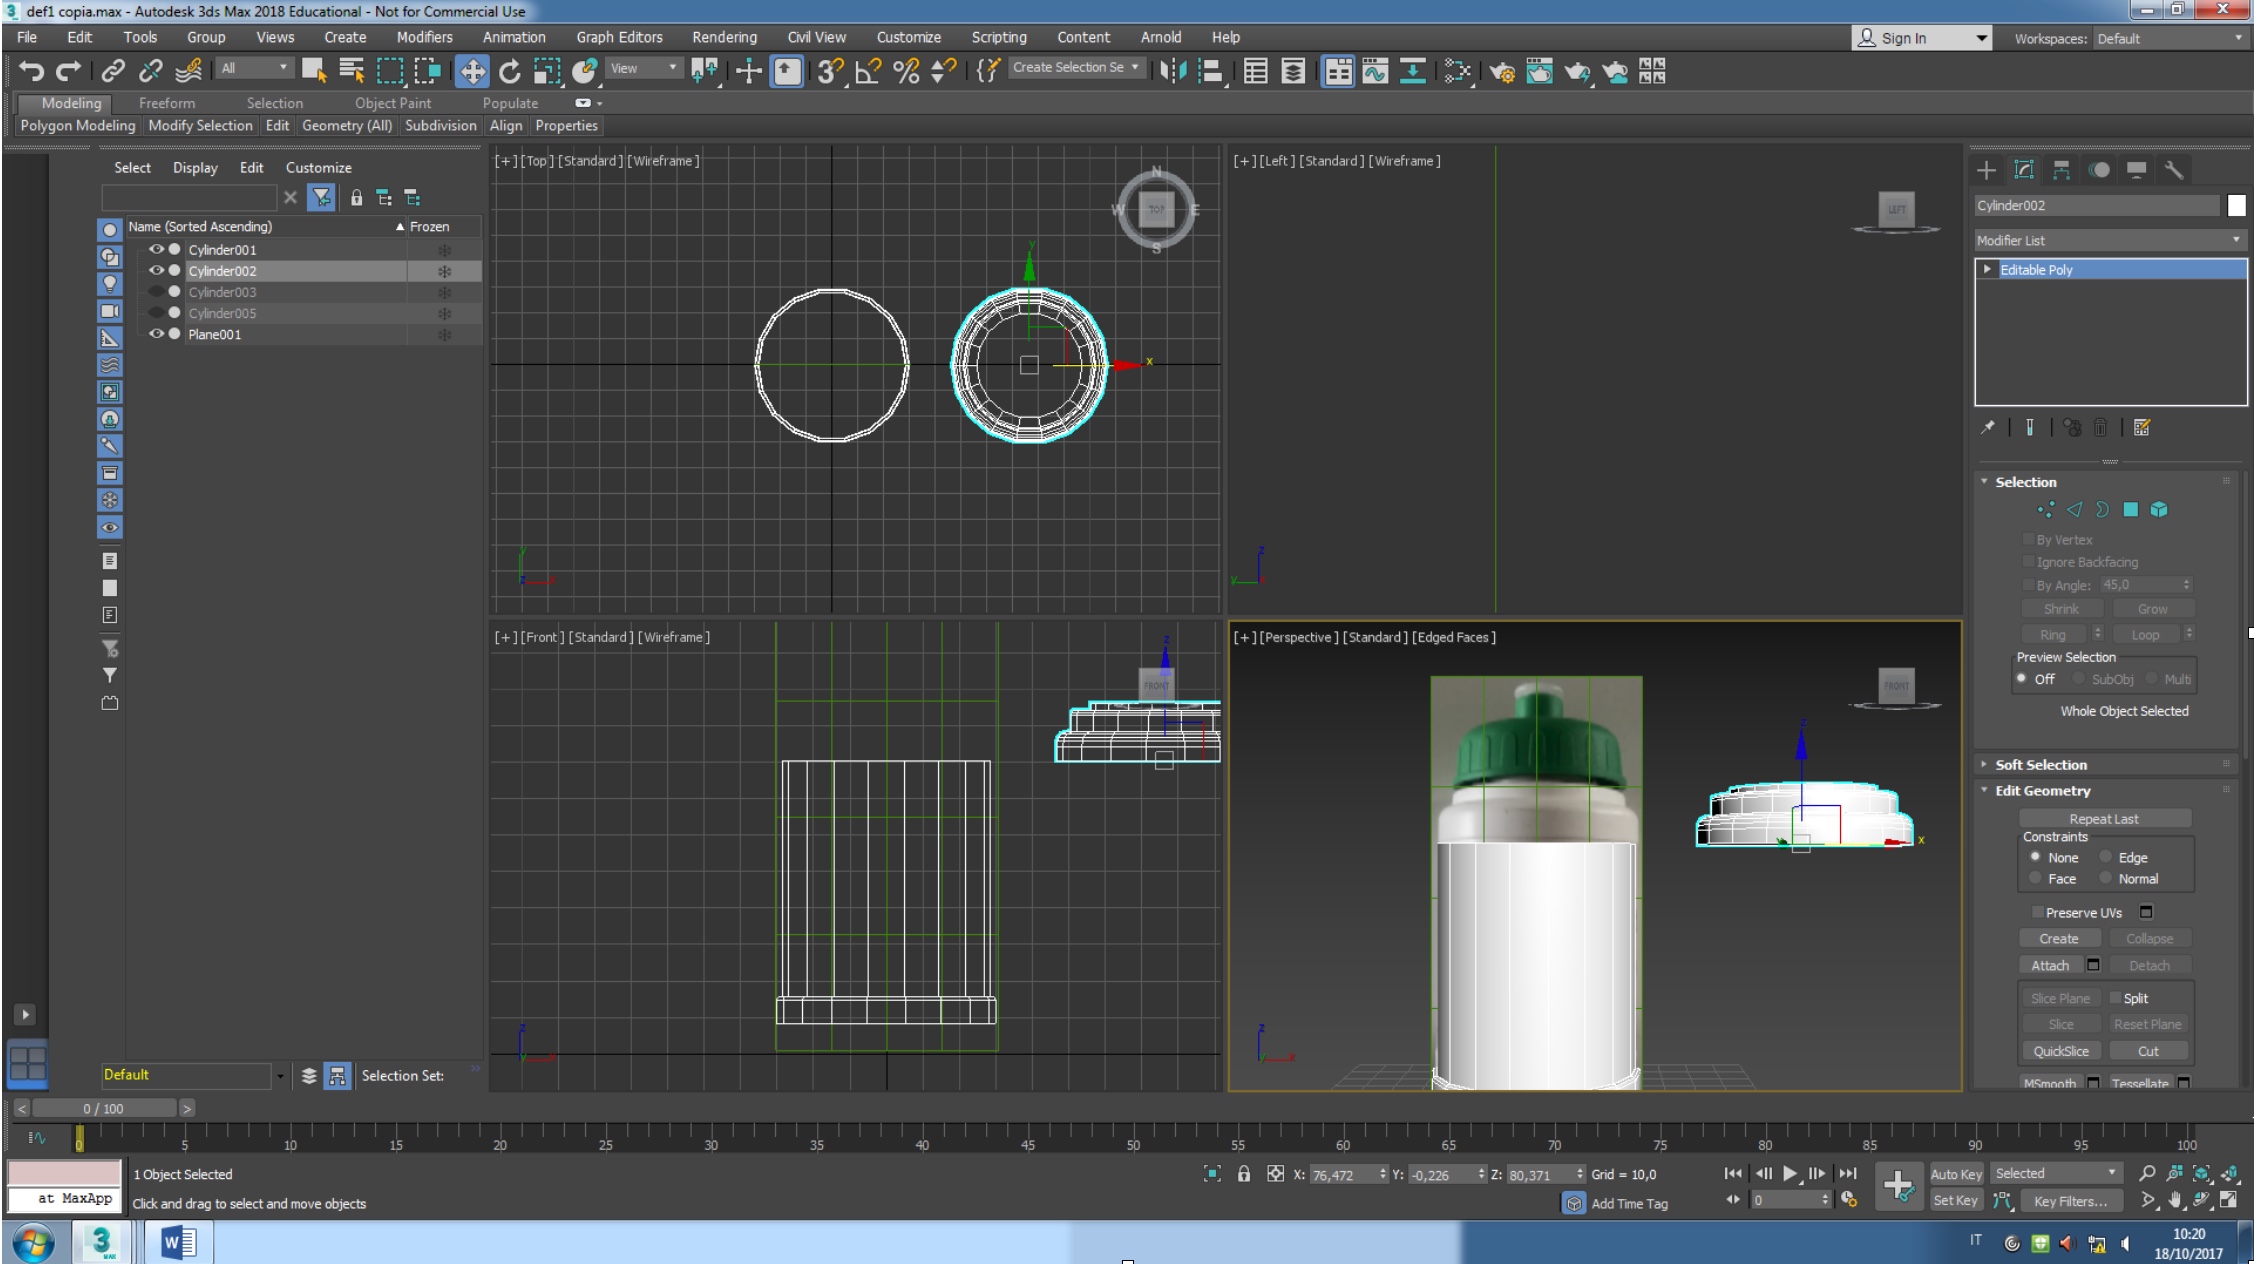 def1 copia.max - Autodesk 3ds Max 2018 Educational - Not for Commercial Use
File Edit Tools Group Views Create Modifiers Animation Graph Editors Rendering Civil View Customize Scripting Content Arnold Help Sign In Workspaces: Default
All View Create Selection Se
Modeling Freeform Selection Object Paint Populate
Polygon Modeling Modify Selection Edit Geometry (All) Subdivision Align Properties
Select Display Edit Customize
Name (Sorted Ascending) Frozen
Cylinder001
Cylinder002
Cylinder003
Cylinder005
Plane001
Default Selection Set:
[+] [Top] [Standard] [Wireframe]
N
W TOP E
S
y
x
y
z
[+] [Left] [Standard] [Wireframe]
LEFT
z
y
[+] [Front] [Standard] [Wireframe]
z
FRONT
z
[+] [Perspective] [Standard] [Edged Faces]
FRONT
z
x
z
Cylinder002
Modifier List
Editable Poly
Selection
By Vertex
Ignore Backfacing
By Angle: 45,0
Shrink Grow
Ring Loop
Preview Selection
Off SubObj Multi
Whole Object Selected
Soft Selection
Edit Geometry
Repeat Last
Constraints
None Edge
Face Normal
Preserve UVs
Create Collapse
Attach Detach
Slice Plane Split
Slice Reset Plane
QuickSlice Cut
MSmooth Tessellate
< 0 / 100 >
0 5 10 15 20 25 30 35 40 45 50 55 60 65 70 75 80 85 90 95 100
1 Object Selected X: 76,472 Y: -0,226 Z: 80,371 Grid = 10,0 Auto Key Selected
at MaxApp Click and drag to select and move objects Add Time Tag 0 Set Key Key Filters...
3 MAX W IT 10:20
18/10/2017